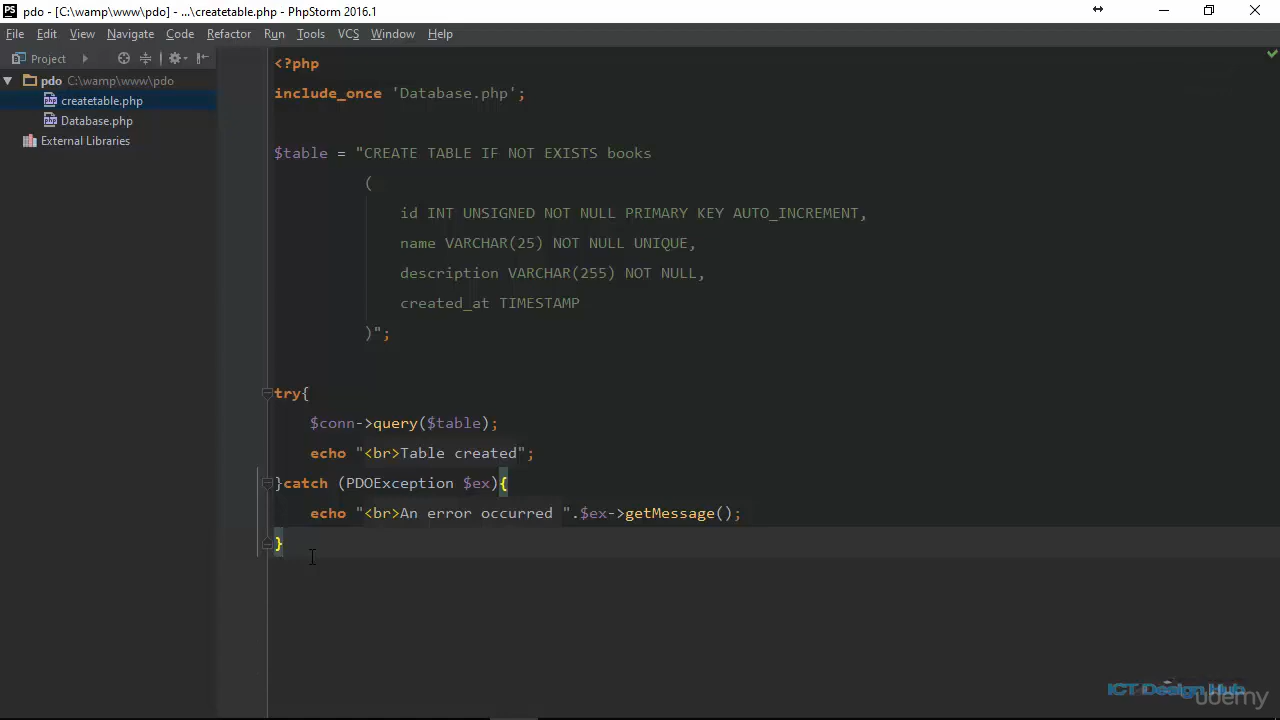 pdo - [C:\wamp\www\pdo] - ...\createtable.php - PhpStorm 2016.1
File Edit View Navigate Code Refactor Run Tools VCS Window Help
Project
pdo C:\wamp\www\pdo
createtable.php
Database.php
External Libraries
<?php
include_once 'Database.php';
$table = "CREATE TABLE IF NOT EXISTS books
(
id INT UNSIGNED NOT NULL PRIMARY KEY AUTO_INCREMENT,
name VARCHAR(25) NOT NULL UNIQUE,
description VARCHAR(255) NOT NULL,
created_at TIMESTAMP
)";
try{
$conn->query($table);
echo "<br>Table created";
}catch (PDOException $ex){
echo "<br>An error occurred ".$ex->getMessage();
}
ICT Design Hub
udemy